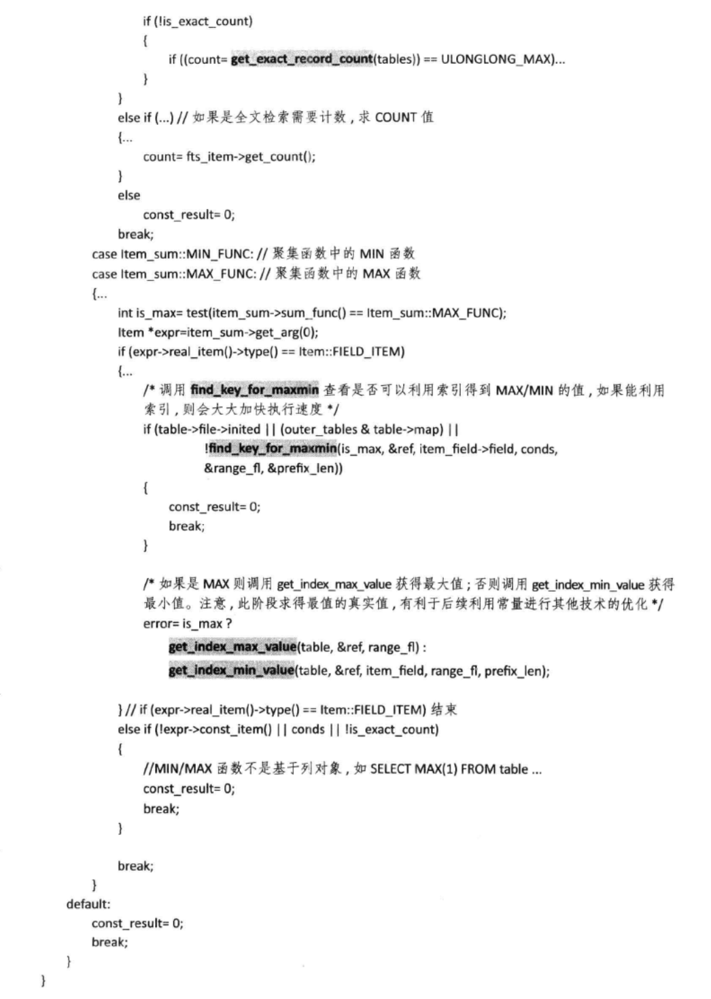 if (!is_exact_count)
{
if ((count= get_exact_record_count(tables)) == ULONGLONG_MAX)...
}
}
else if (...) // 如果是全文检索需要计数，求 COUNT 值
{...
count= fts_item->get_count();
}
else
const_result= 0;
break;
case Item_sum::MIN_FUNC: // 聚集函数中的 MIN 函数
case Item_sum::MAX_FUNC: // 聚集函数中的 MAX 函数
{...
int is_max= test(item_sum->sum_func() == Item_sum::MAX_FUNC);
Item *expr=item_sum->get_arg(0);
if (expr->real_item()->type() == Item::FIELD_ITEM)
{...
/* 调用 find_key_for_maxmin 查看是否可以利用索引得到 MAX/MIN 的值，如果能利用
索引，则会大大加快执行速度 */
if (table->file->inited || (outer_tables & table->map) ||
!find_key_for_maxmin(is_max, &ref, item_field->field, conds,
&range_fl, &prefix_len))
{
const_result= 0;
break;
}
/* 如果是 MAX 则调用 get_index_max_value 获得最大值；否则调用 get_index_min_value 获得
最小值。注意，此阶段求得最值的真实值，有利于后续利用常量进行其他技术的优化 */
error= is_max ?
get_index_max_value(table, &ref, range_fl) :
get_index_min_value(table, &ref, item_field, range_fl, prefix_len);
} // if (expr->real_item()->type() == Item::FIELD_ITEM) 结束
else if (!expr->const_item() || conds || !is_exact_count)
{
//MIN/MAX 函数不是基于列对象，如 SELECT MAX(1) FROM table ...
const_result= 0;
break;
}
break;
}
default:
const_result= 0;
break;
}
}